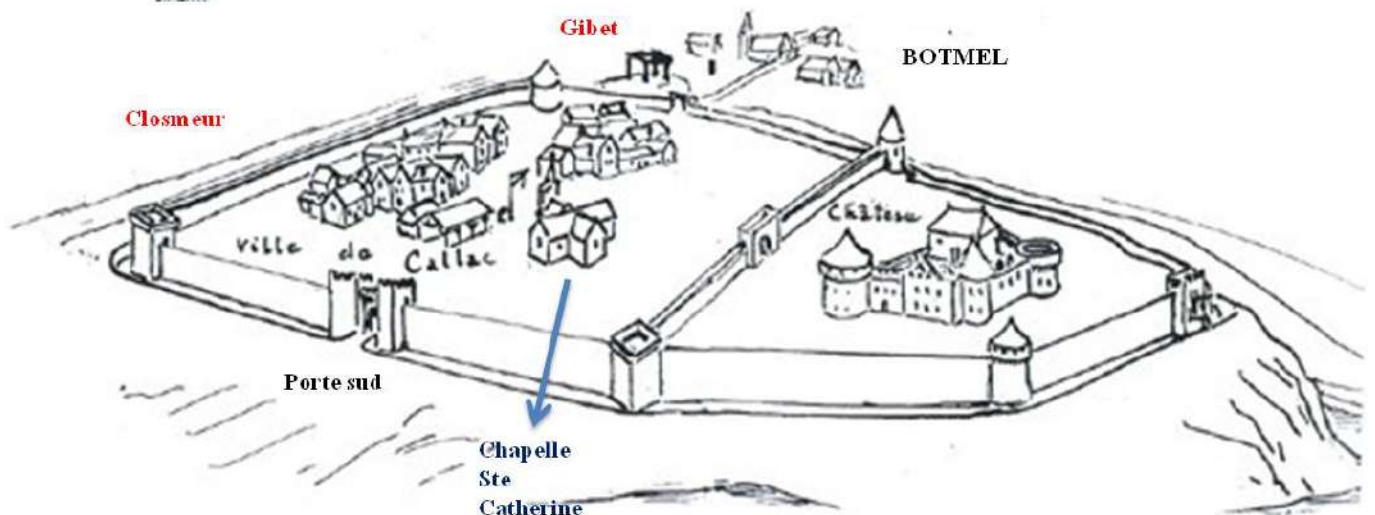 Gibet
BOTMEL
Closmeur
Château
Ville de Callac
Porte sud
Chapelle
Ste
Catherine